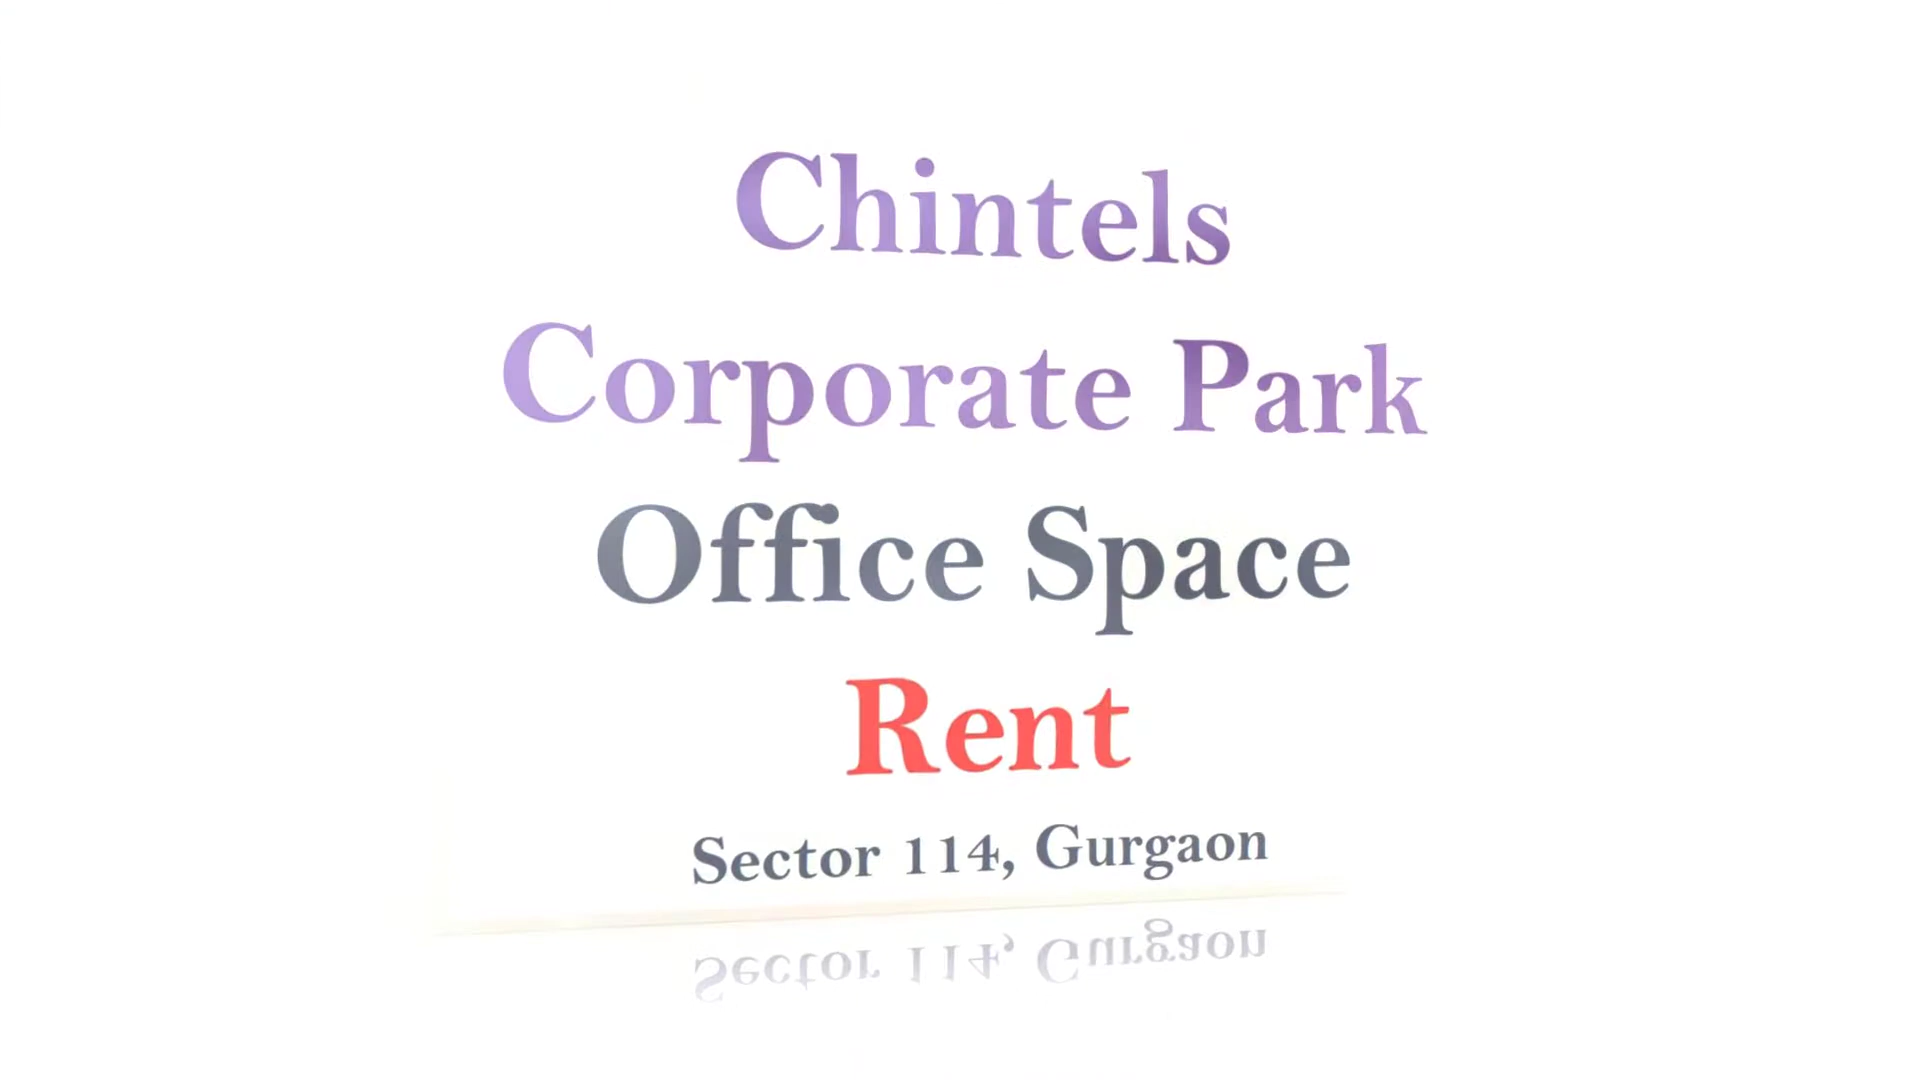 Chintels
Corporate Park
Office Space
Rent
Sector 114, Gurgaon